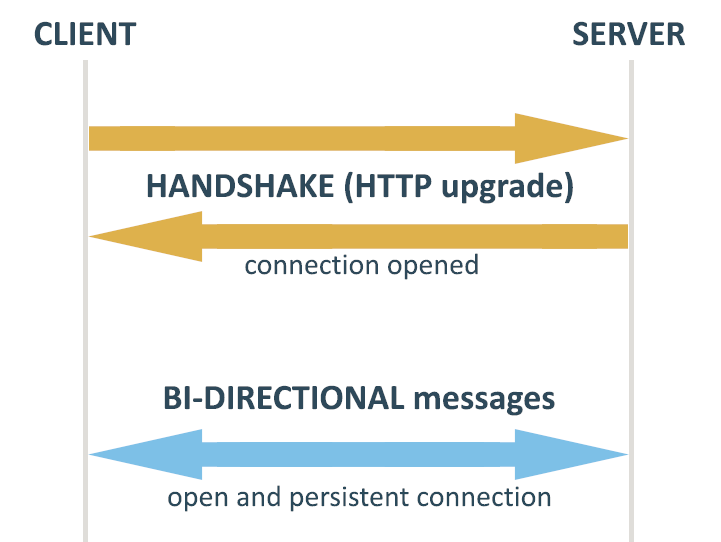 CLIENT
SERVER
HANDSHAKE (HTTP upgrade)
connection opened
BI-DIRECTIONAL messages
open and persistent connection